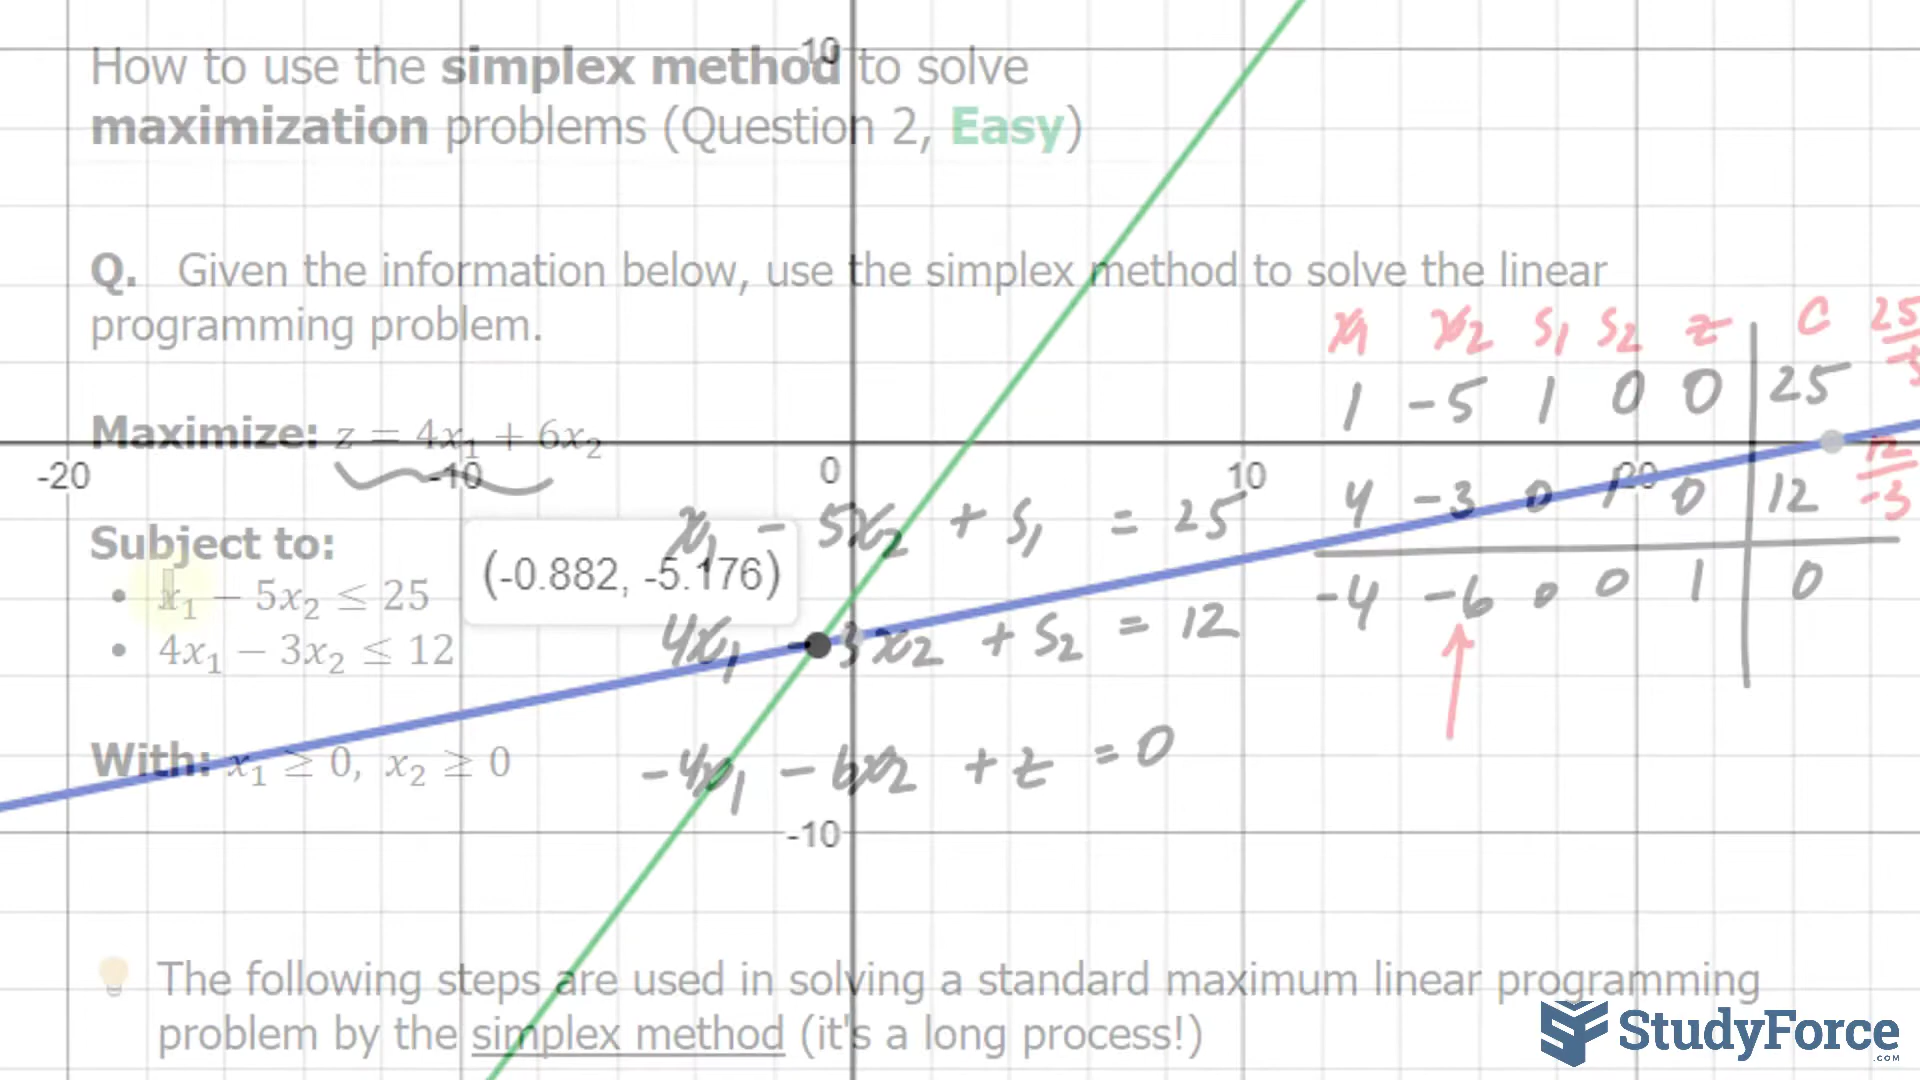 How to use the simplex method to solve
maximization problems (Question 2, Easy)
Q. Given the information below, use the simplex method to solve the linear
programming problem.
Maximize: z = 4x₁ + 6x₂
Subject to:
• x₁ − 5x₂ ≤ 25
• 4x₁ − 3x₂ ≤ 12
With: x₁ ≥ 0, x₂ ≥ 0
10
-20
-10
0
10
20
-10
(-0.882, -5.176)
x₁ - 5x₂ + s₁ = 25
4x₁ - 3x₂ + s₂ = 12
-4x₁ - 6x₂ + z = 0
x₁ x₂ s₁ s₂ z C
1 -5 1 0 0 25
4 -3 0 1 0 12 12/-3
-4 -6 0 0 1 0
The following steps are used in solving a standard maximum linear programming
problem by the simplex method (it's a long process!)
StudyForce
.COM